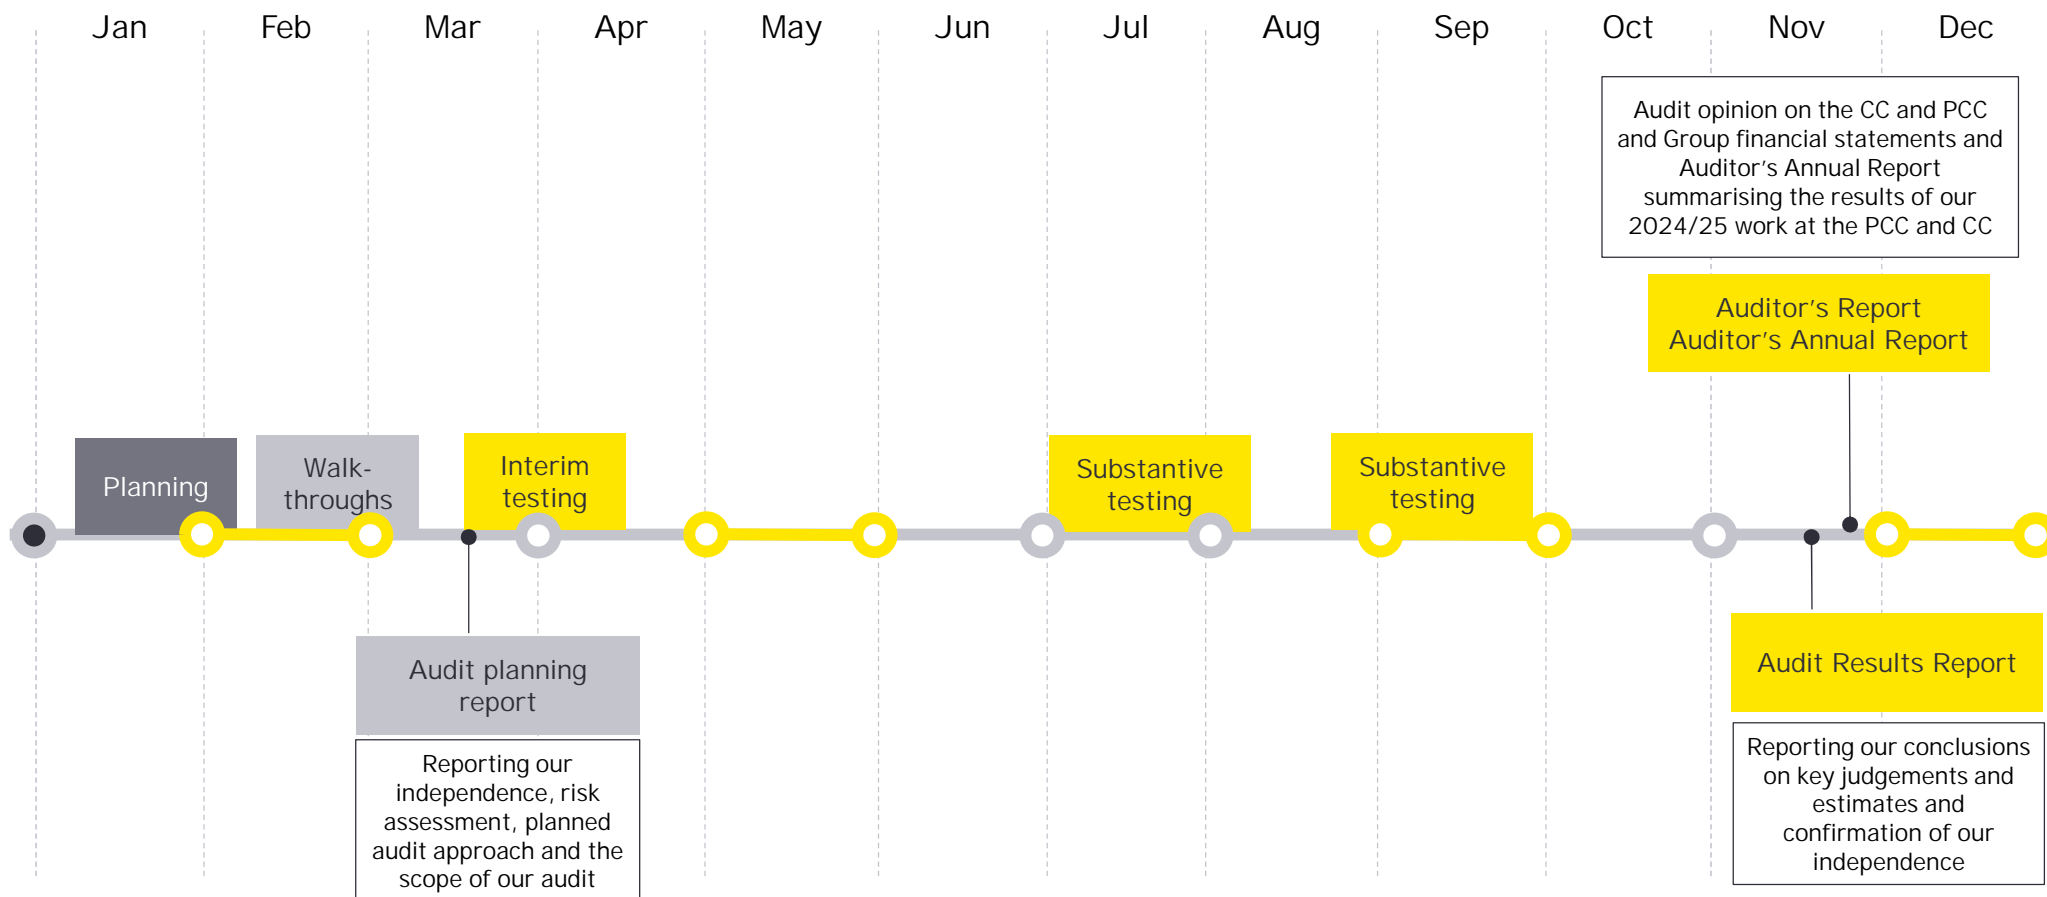 Jan Feb Mar Apr May Jun Jul Aug Sep Oct Nov Dec
Audit opinion on the CC and PCC
and Group financial statements and
Auditor’s Annual Report
summarising the results of our
2024/25 work at the PCC and CC
Auditor’s Report
Auditor’s Annual Report
Planning
Walk-
throughs
Interim
testing
Substantive
testing
Substantive
testing
Audit planning
report
Reporting our
independence, risk
assessment, planned
audit approach and the
scope of our audit
Audit Results Report
Reporting our conclusions
on key judgements and
estimates and
confirmation of our
independence